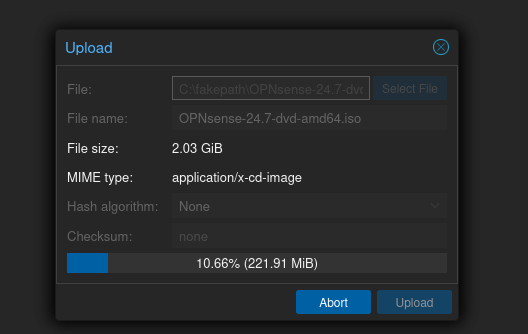 Upload
File: C:\fakepath\OPNsense-24.7-dvd Select File
File name: OPNsense-24.7-dvd-amd64.iso
File size: 2.03 GiB
MIME type: application/x-cd-image
Hash algorithm: None
Checksum: none
10.66% (221.91 MiB)
Abort Upload